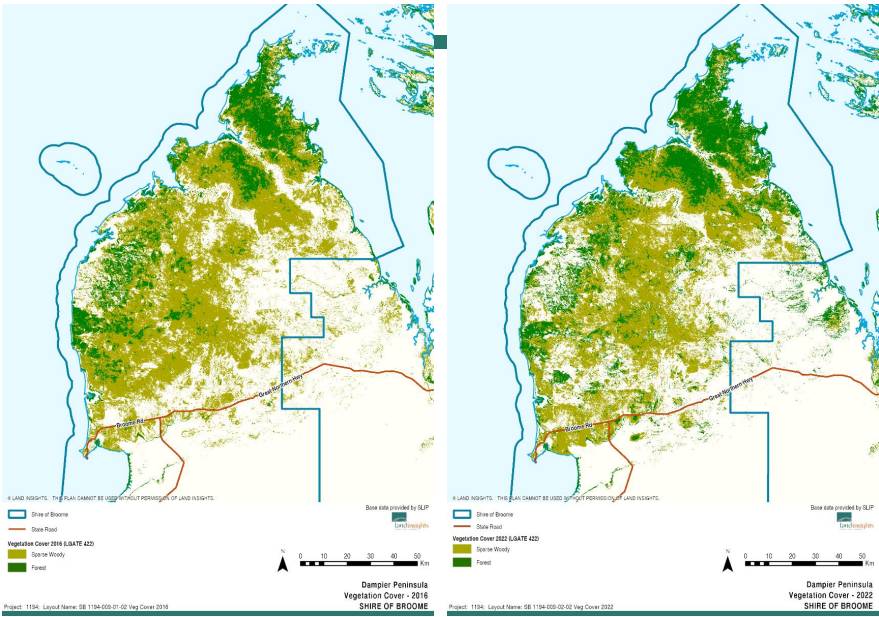 Great Northern Hwy
Broome Rd
© LAND INSIGHTS. THIS PLAN CANNOT BE USED WITHOUT PERMISSION OF LAND INSIGHTS.
Base data provided by SLIP
Shire of Broome
State Road
landinsights
Vegetation Cover 2016 (LGATE 422)
Sparse Woody
Forest
N
0 10 20 30 40 50
Km
Dampier Peninsula
Vegetation Cover - 2016
SHIRE OF BROOME
Project: 1194; Layout Name: SB 1194-009-01-02 Veg Cover 2016
Great Northern Hwy
Broome Rd
© LAND INSIGHTS. THIS PLAN CANNOT BE USED WITHOUT PERMISSION OF LAND INSIGHTS.
Base data provided by SLIP
Shire of Broome
State Road
landinsights
Vegetation Cover 2022 (LGATE 422)
Sparse Woody
Forest
N
0 10 20 30 40 50
Km
Dampier Peninsula
Vegetation Cover - 2022
SHIRE OF BROOME
Project: 1194; Layout Name: SB 1194-009-02-02 Veg Cover 2022